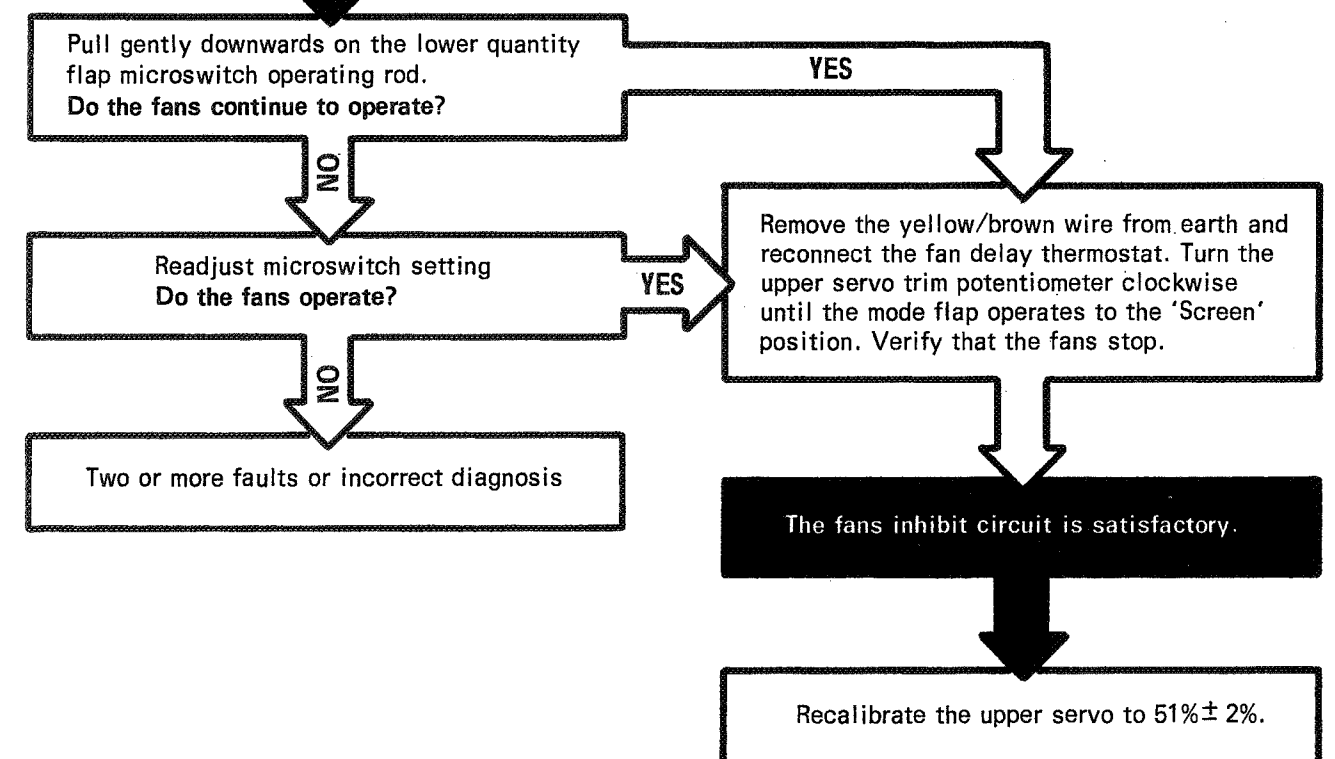 Pull gently downwards on the lower quantity
flap microswitch operating rod.
Do the fans continue to operate?
YES
NO
Readjust microswitch setting
Do the fans operate?
YES
NO
Two or more faults or incorrect diagnosis
Remove the yellow/brown wire from earth and
reconnect the fan delay thermostat. Turn the
upper servo trim potentiometer clockwise
until the mode flap operates to the 'Screen'
position. Verify that the fans stop.
The fans inhibit circuit is satisfactory.
Recalibrate the upper servo to 51%± 2%.